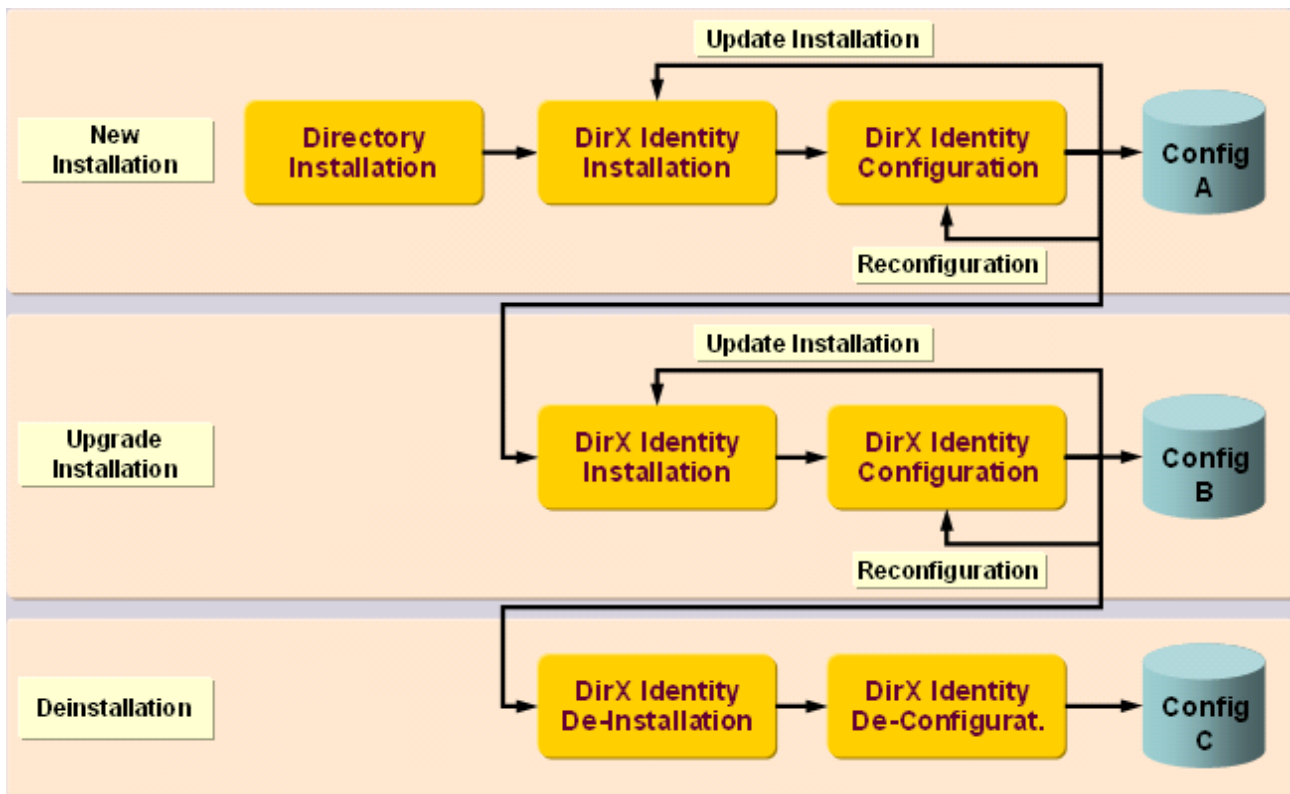 Update Installation
New
Installation
Directory
Installation
DirX Identity
Installation
DirX Identity
Configuration
Config
A
Reconfiguration
Update Installation
Upgrade
Installation
DirX Identity
Installation
DirX Identity
Configuration
Config
B
Reconfiguration
Deinstallation
DirX Identity
De-Installation
DirX Identity
De-Configurat.
Config
C